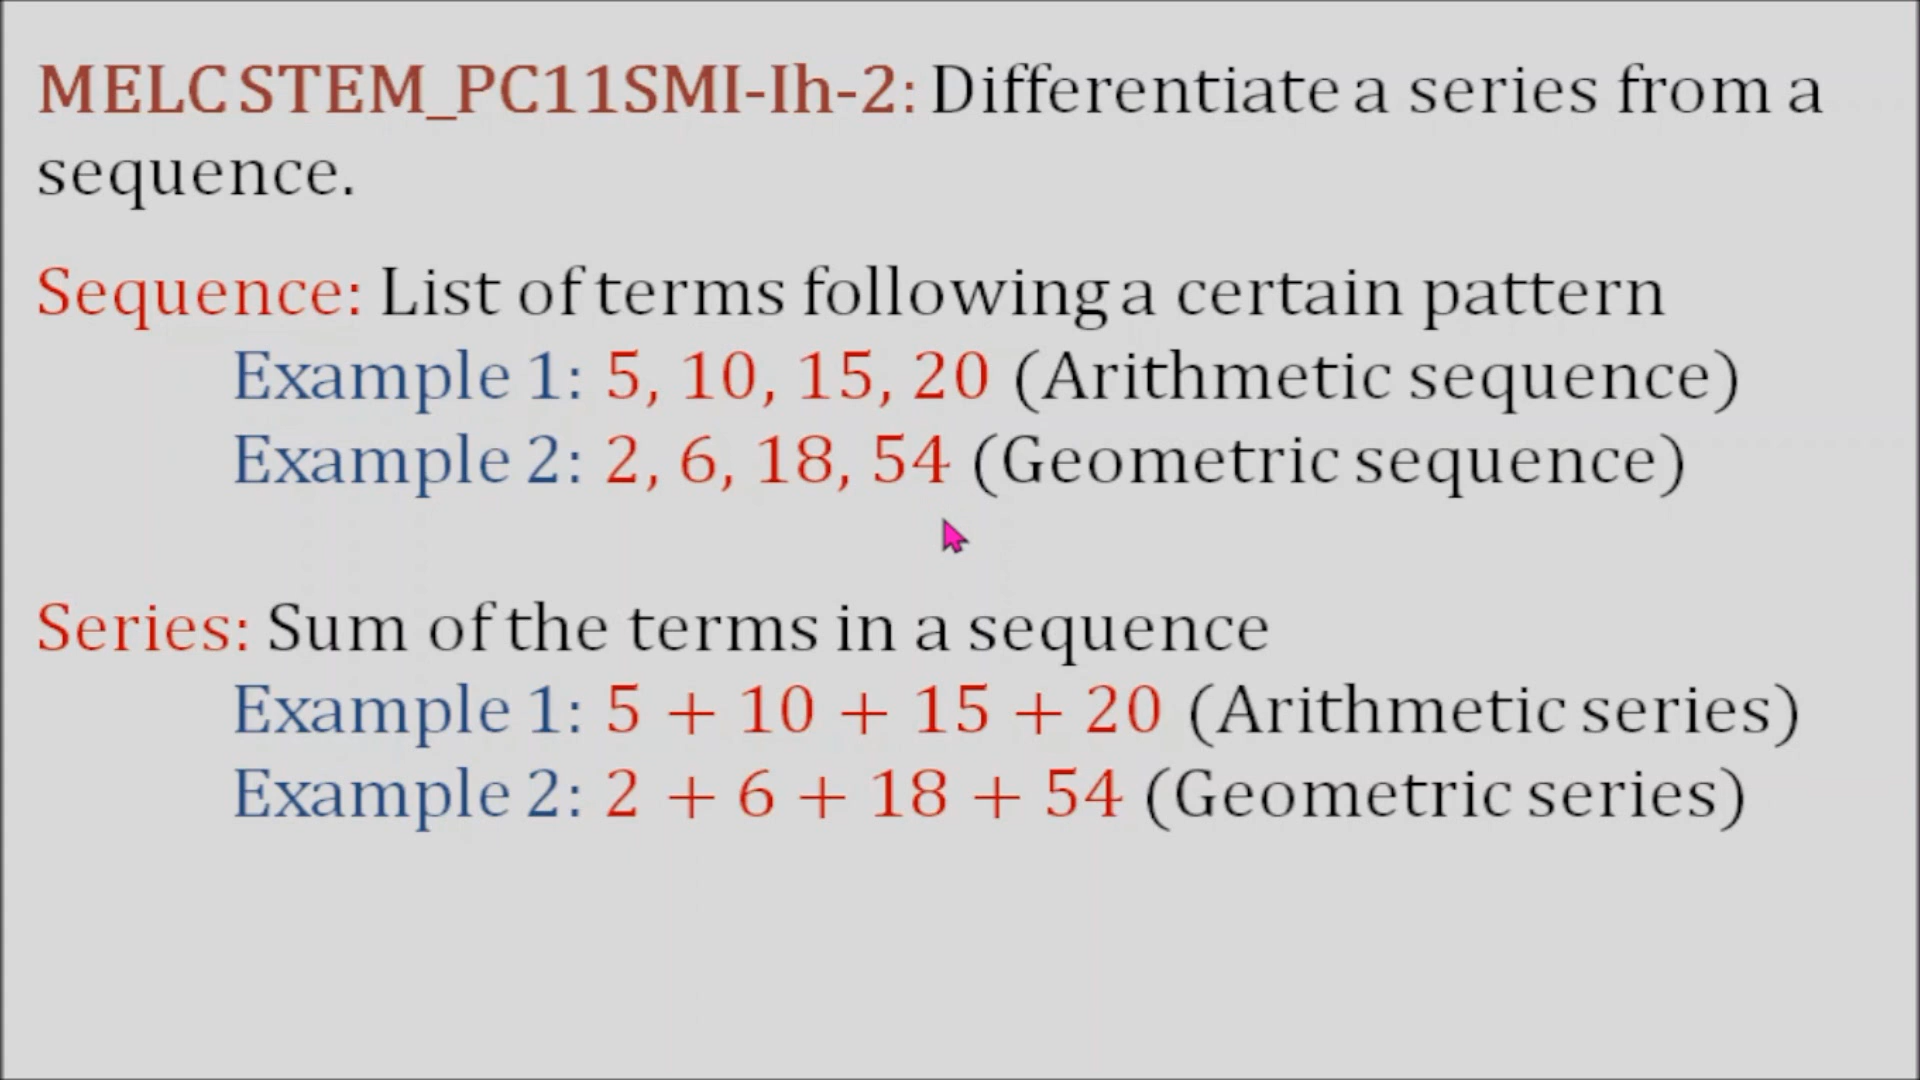 MELC STEM_PC11SMI-Ih-2: Differentiate a series from a
sequence.
Sequence: List of terms following a certain pattern
Example 1: 5, 10, 15, 20 (Arithmetic sequence)
Example 2: 2, 6, 18, 54 (Geometric sequence)
Series: Sum of the terms in a sequence
Example 1: 5 + 10 + 15 + 20 (Arithmetic series)
Example 2: 2 + 6 + 18 + 54 (Geometric series)